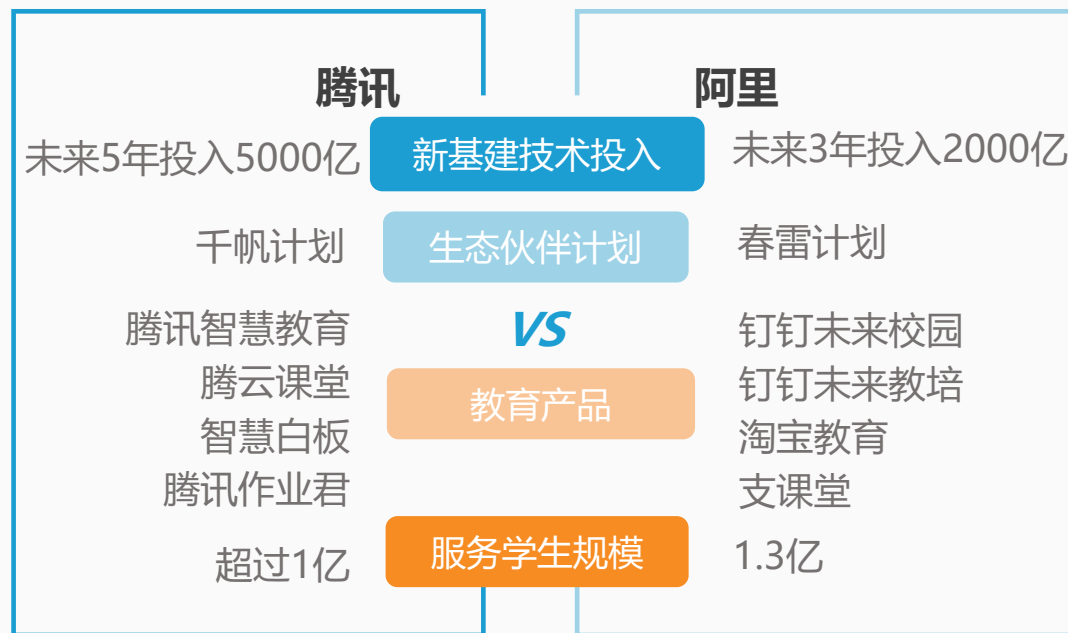 腾讯 阿里
未来5年投入5000亿 新基建技术投入 未来3年投入2000亿
千帆计划 生态伙伴计划 春雷计划
腾讯智慧教育 VS 钉钉未来校园
腾云课堂 教育产品 钉钉未来教培
智慧白板 淘宝教育
腾讯作业君 支课堂
超过1亿 服务学生规模 1.3亿